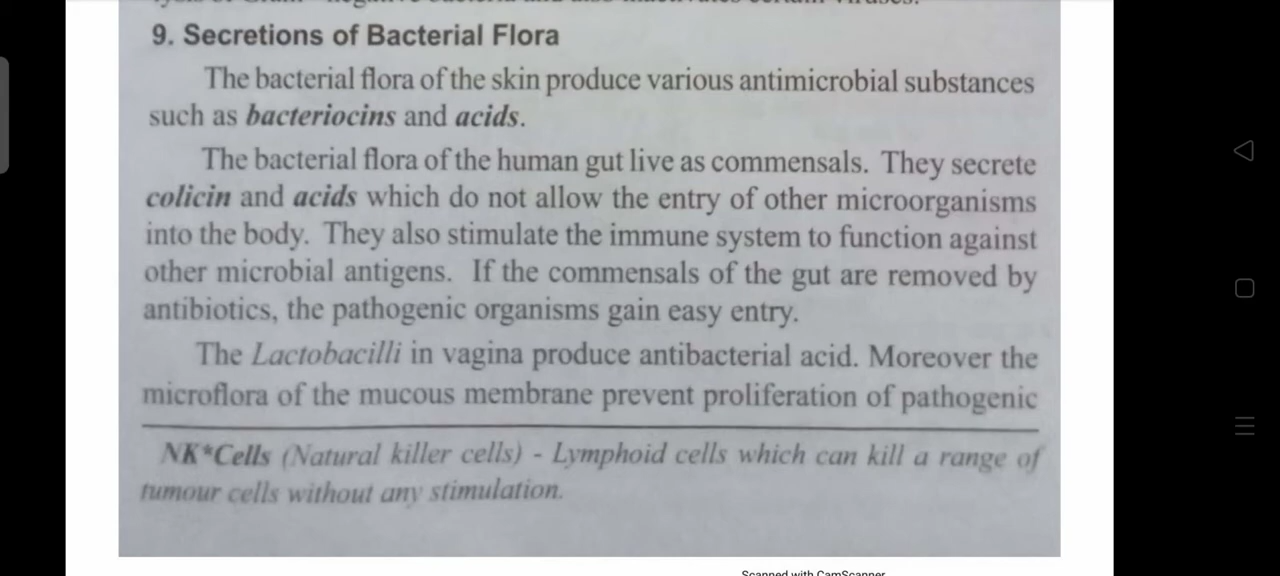 9. Secretions of Bacterial Flora
The bacterial flora of the skin produce various antimicrobial substances
such as bacteriocins and acids.
The bacterial flora of the human gut live as commensals. They secrete
colicin and acids which do not allow the entry of other microorganisms
into the body. They also stimulate the immune system to function against
other microbial antigens. If the commensals of the gut are removed by
antibiotics, the pathogenic organisms gain easy entry.
The Lactobacilli in vagina produce antibacterial acid. Moreover the
microflora of the mucous membrane prevent proliferation of pathogenic
NK*Cells (Natural killer cells) - Lymphoid cells which can kill a range of
tumour cells without any stimulation.
Scanned with CamScanner